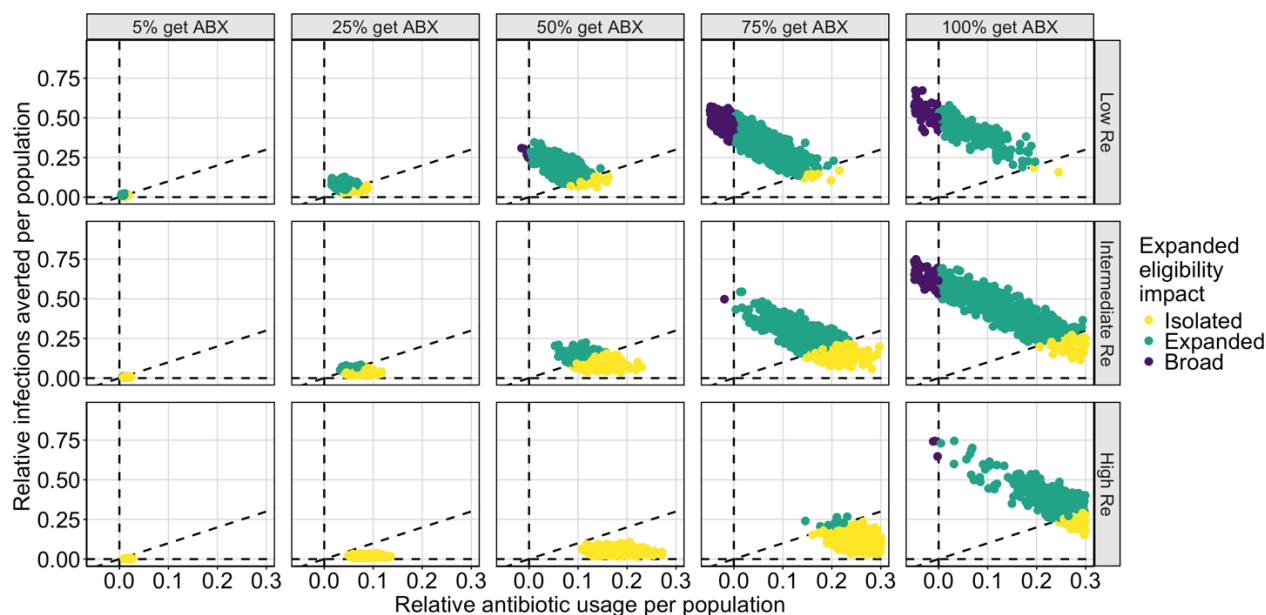 5% get ABX
25% get ABX
50% get ABX
75% get ABX
100% get ABX
Relative infections averted per population
0.75
0.50
0.25
0.00
Low Re
0.75
0.50
0.25
0.00
Intermediate Re
0.75
0.50
0.25
0.00
High Re
0.0 0.1 0.2 0.3
0.0 0.1 0.2 0.3
0.0 0.1 0.2 0.3
0.0 0.1 0.2 0.3
0.0 0.1 0.2 0.3
Relative antibiotic usage per population
Expanded
eligibility
impact
Isolated
Expanded
Broad